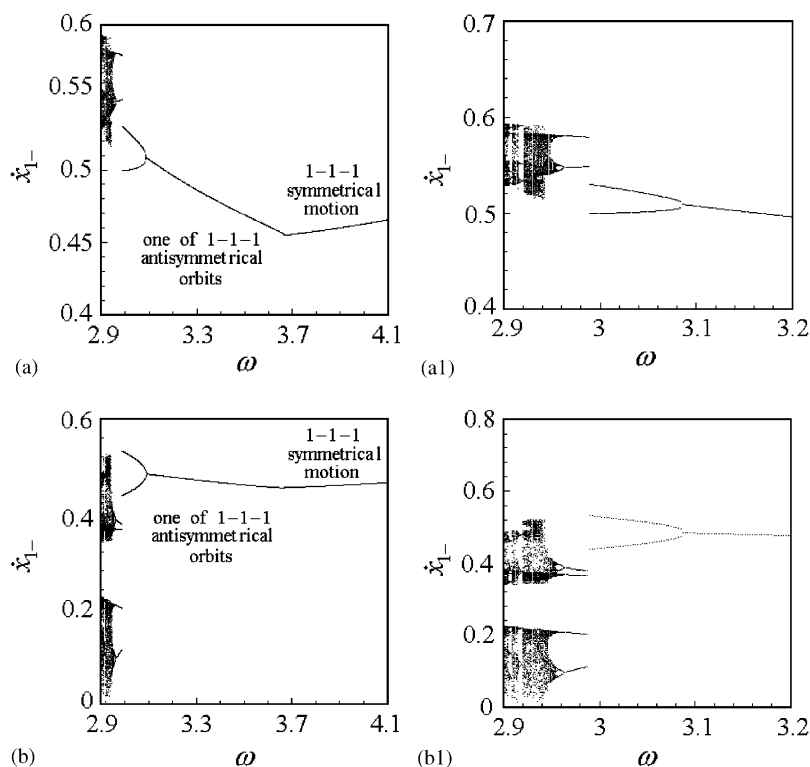 0.6
0.55
0.5
0.45
0.4
ẋ1−
1−1−1
symmetrical
motion
one of 1−1−1
antisymmetrical
orbits
2.9 3.3 3.7 4.1
(a) ω
0.7
0.6
0.5
0.4
ẋ1−
2.9 3 3.1 3.2
(a1) ω
0.6
0.4
0.2
0
ẋ1−
1−1−1
symmetrical
motion
one of 1−1−1
antisymmetrical
orbits
2.9 3.3 3.7 4.1
(b) ω
0.8
0.6
0.4
0.2
0
ẋ1−
2.9 3 3.1 3.2
(b1) ω